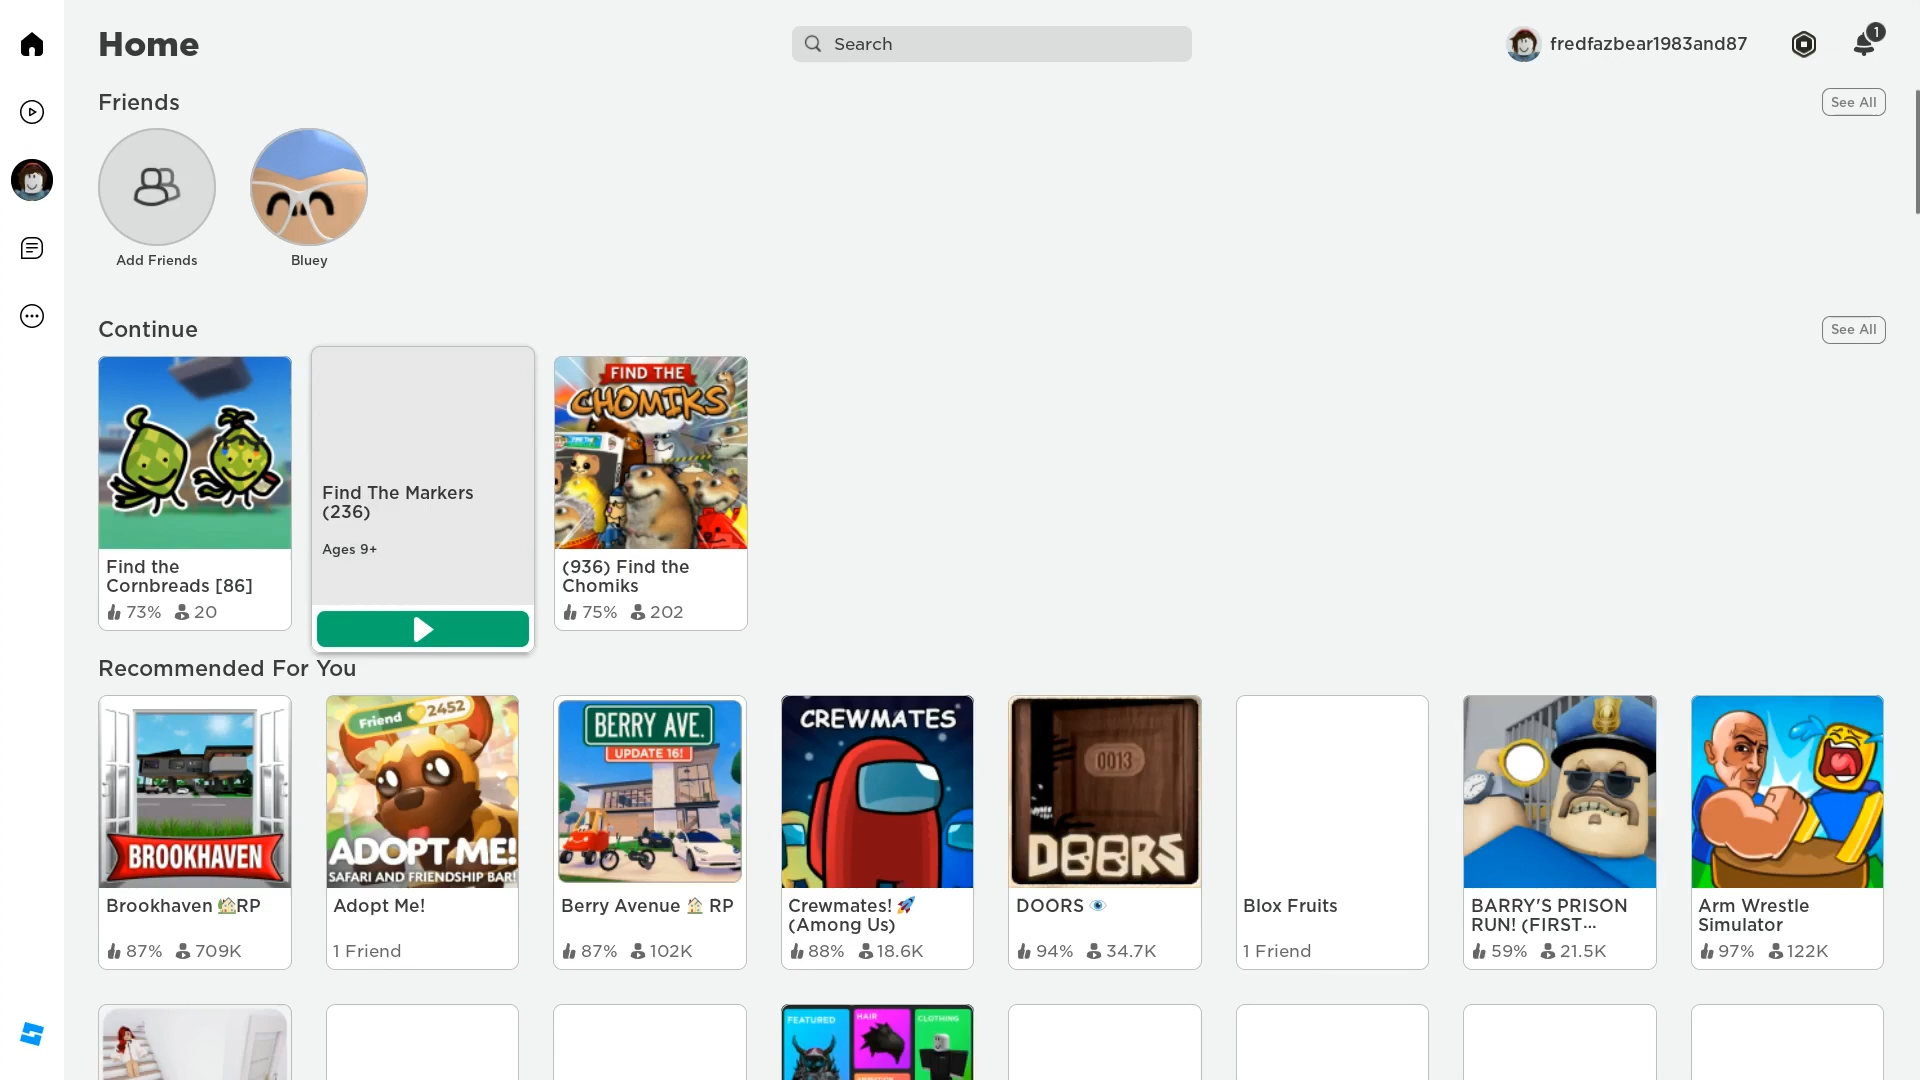 Home
Search
fredfazbear1983and87
1
Friends
See All
Add Friends
Bluey
Continue
See All
Find the
Cornbreads [86]
73% 20
Find The Markers
(236)
Ages 9+
FIND THE
CHOMIKS
(936) Find the
Chomiks
75% 202
Recommended For You
BROOKHAVEN
Brookhaven 🏡RP
87% 709K
Friend 2452
ADOPT ME!
SAFARI AND FRIENDSHIP BAR!
Adopt Me!
1 Friend
BERRY AVE.
UPDATE 16!
Berry Avenue 🏠 RP
87% 102K
CREWMATES
Crewmates! 🚀
(Among Us)
88% 18.6K
0013
DOORS
DOORS 👁️
94% 34.7K
Blox Fruits
1 Friend
BARRY'S PRISON
RUN! (FIRST...
59% 21.5K
Arm Wrestle
Simulator
97% 122K
FEATURED
HAIR
CLOTHING